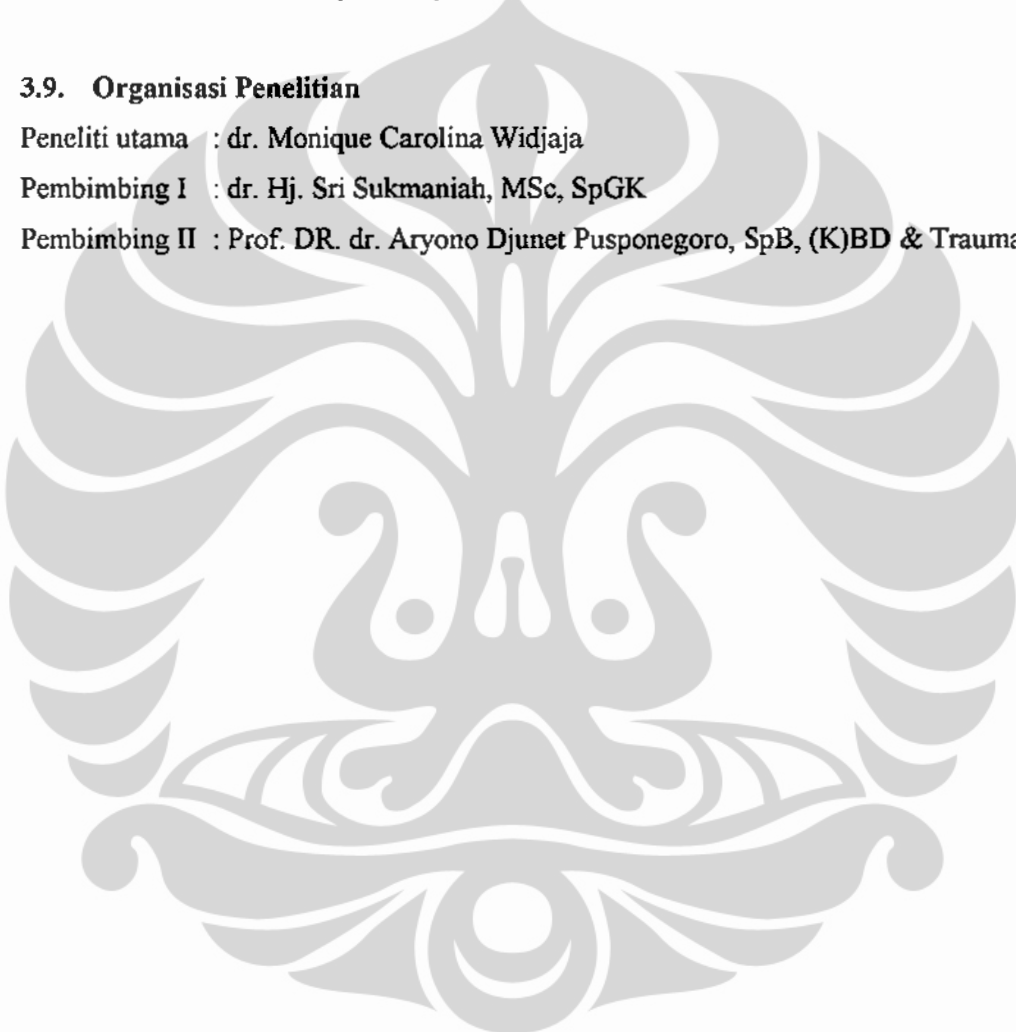 3.9. Organisasi Penelitian
Peneliti utama : dr. Monique Carolina Widjaja
Pembimbing I : dr. Hj. Sri Sukmaniah, MSc, SpGK
Pembimbing II : Prof. DR. dr. Aryono Djunet Pusponegoro, SpB, (K)BD & Trauma